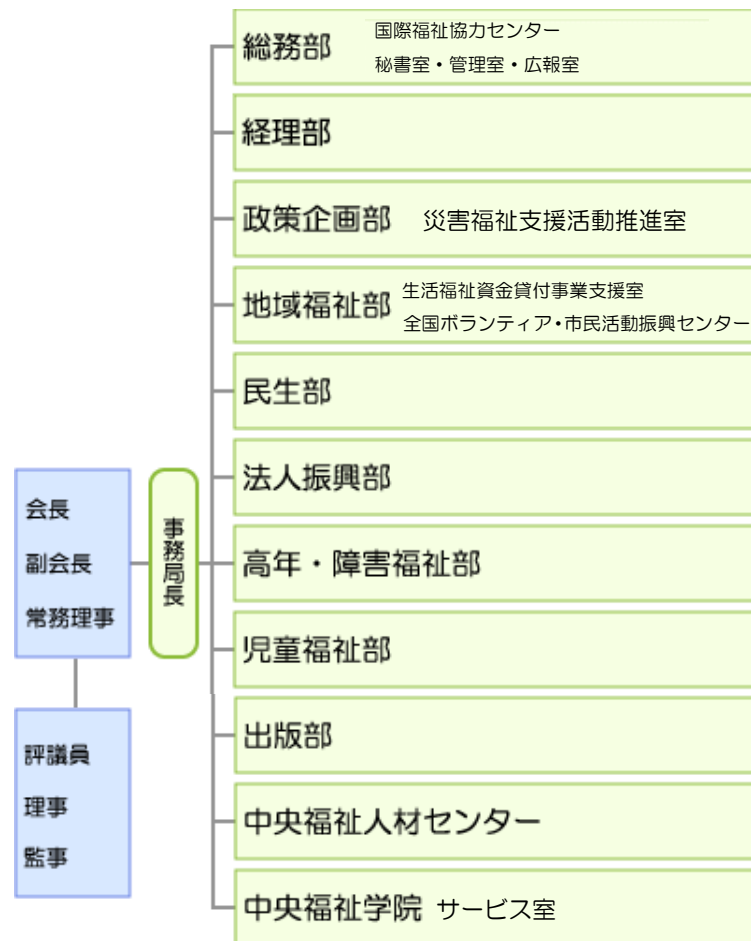 総務部
国際福祉協力センター
秘書室・管理室・広報室
経理部
政策企画部 災害福祉支援活動推進室
地域福祉部
生活福祉資金貸付事業支援室
全国ボランティア・市民活動振興センター
民生部
法人振興部
高年・障害福祉部
児童福祉部
出版部
中央福祉人材センター
中央福祉学院 サービス室
事務局長
会長
副会長
常務理事
評議員
理事
監事